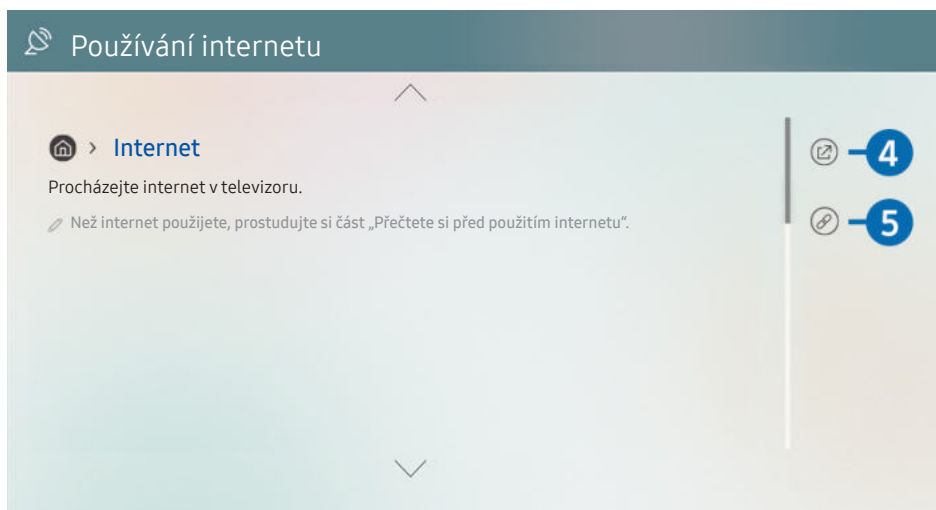 Používání internetu
> Internet
Procházejte internet v televizoru.
Než internet použijete, prostudujte si část „Přečtete si před použitím internetu“.
4
5